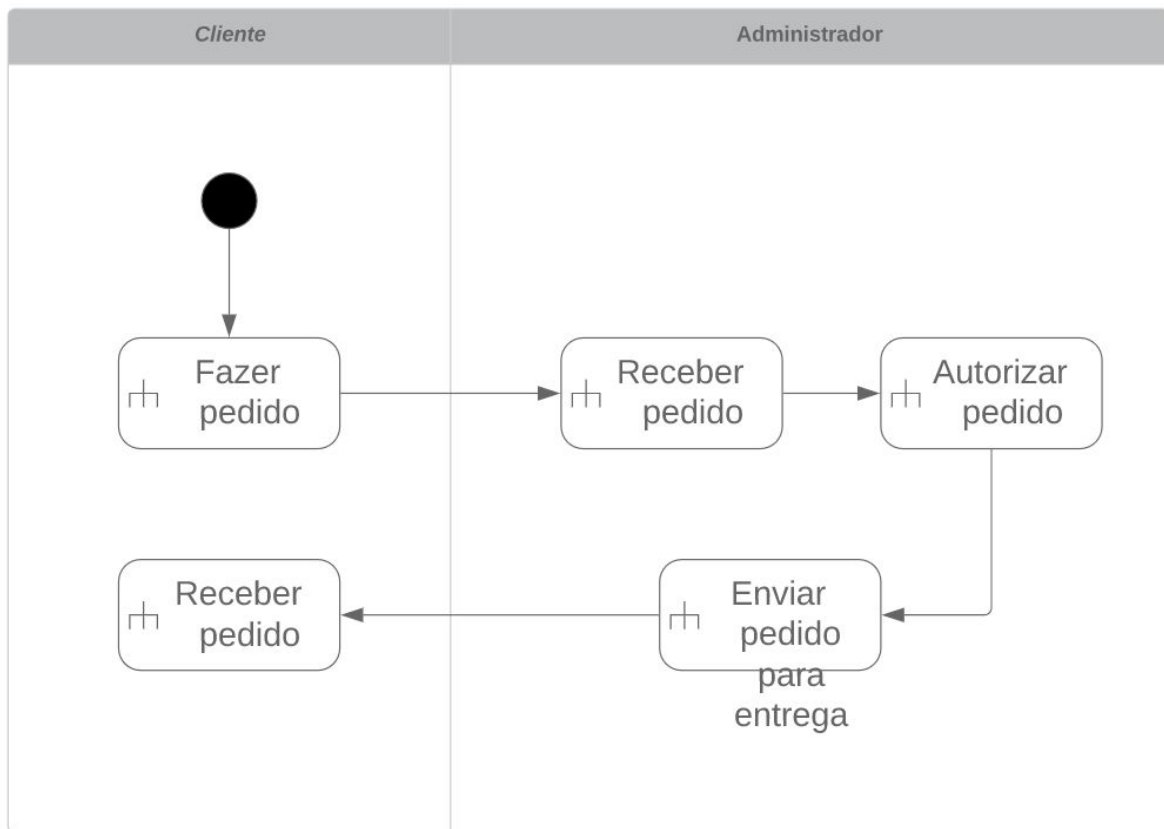 Cliente
Administrador
Fazer
pedido
Receber
pedido
Autorizar
pedido
Receber
pedido
Enviar
pedido
para
entrega